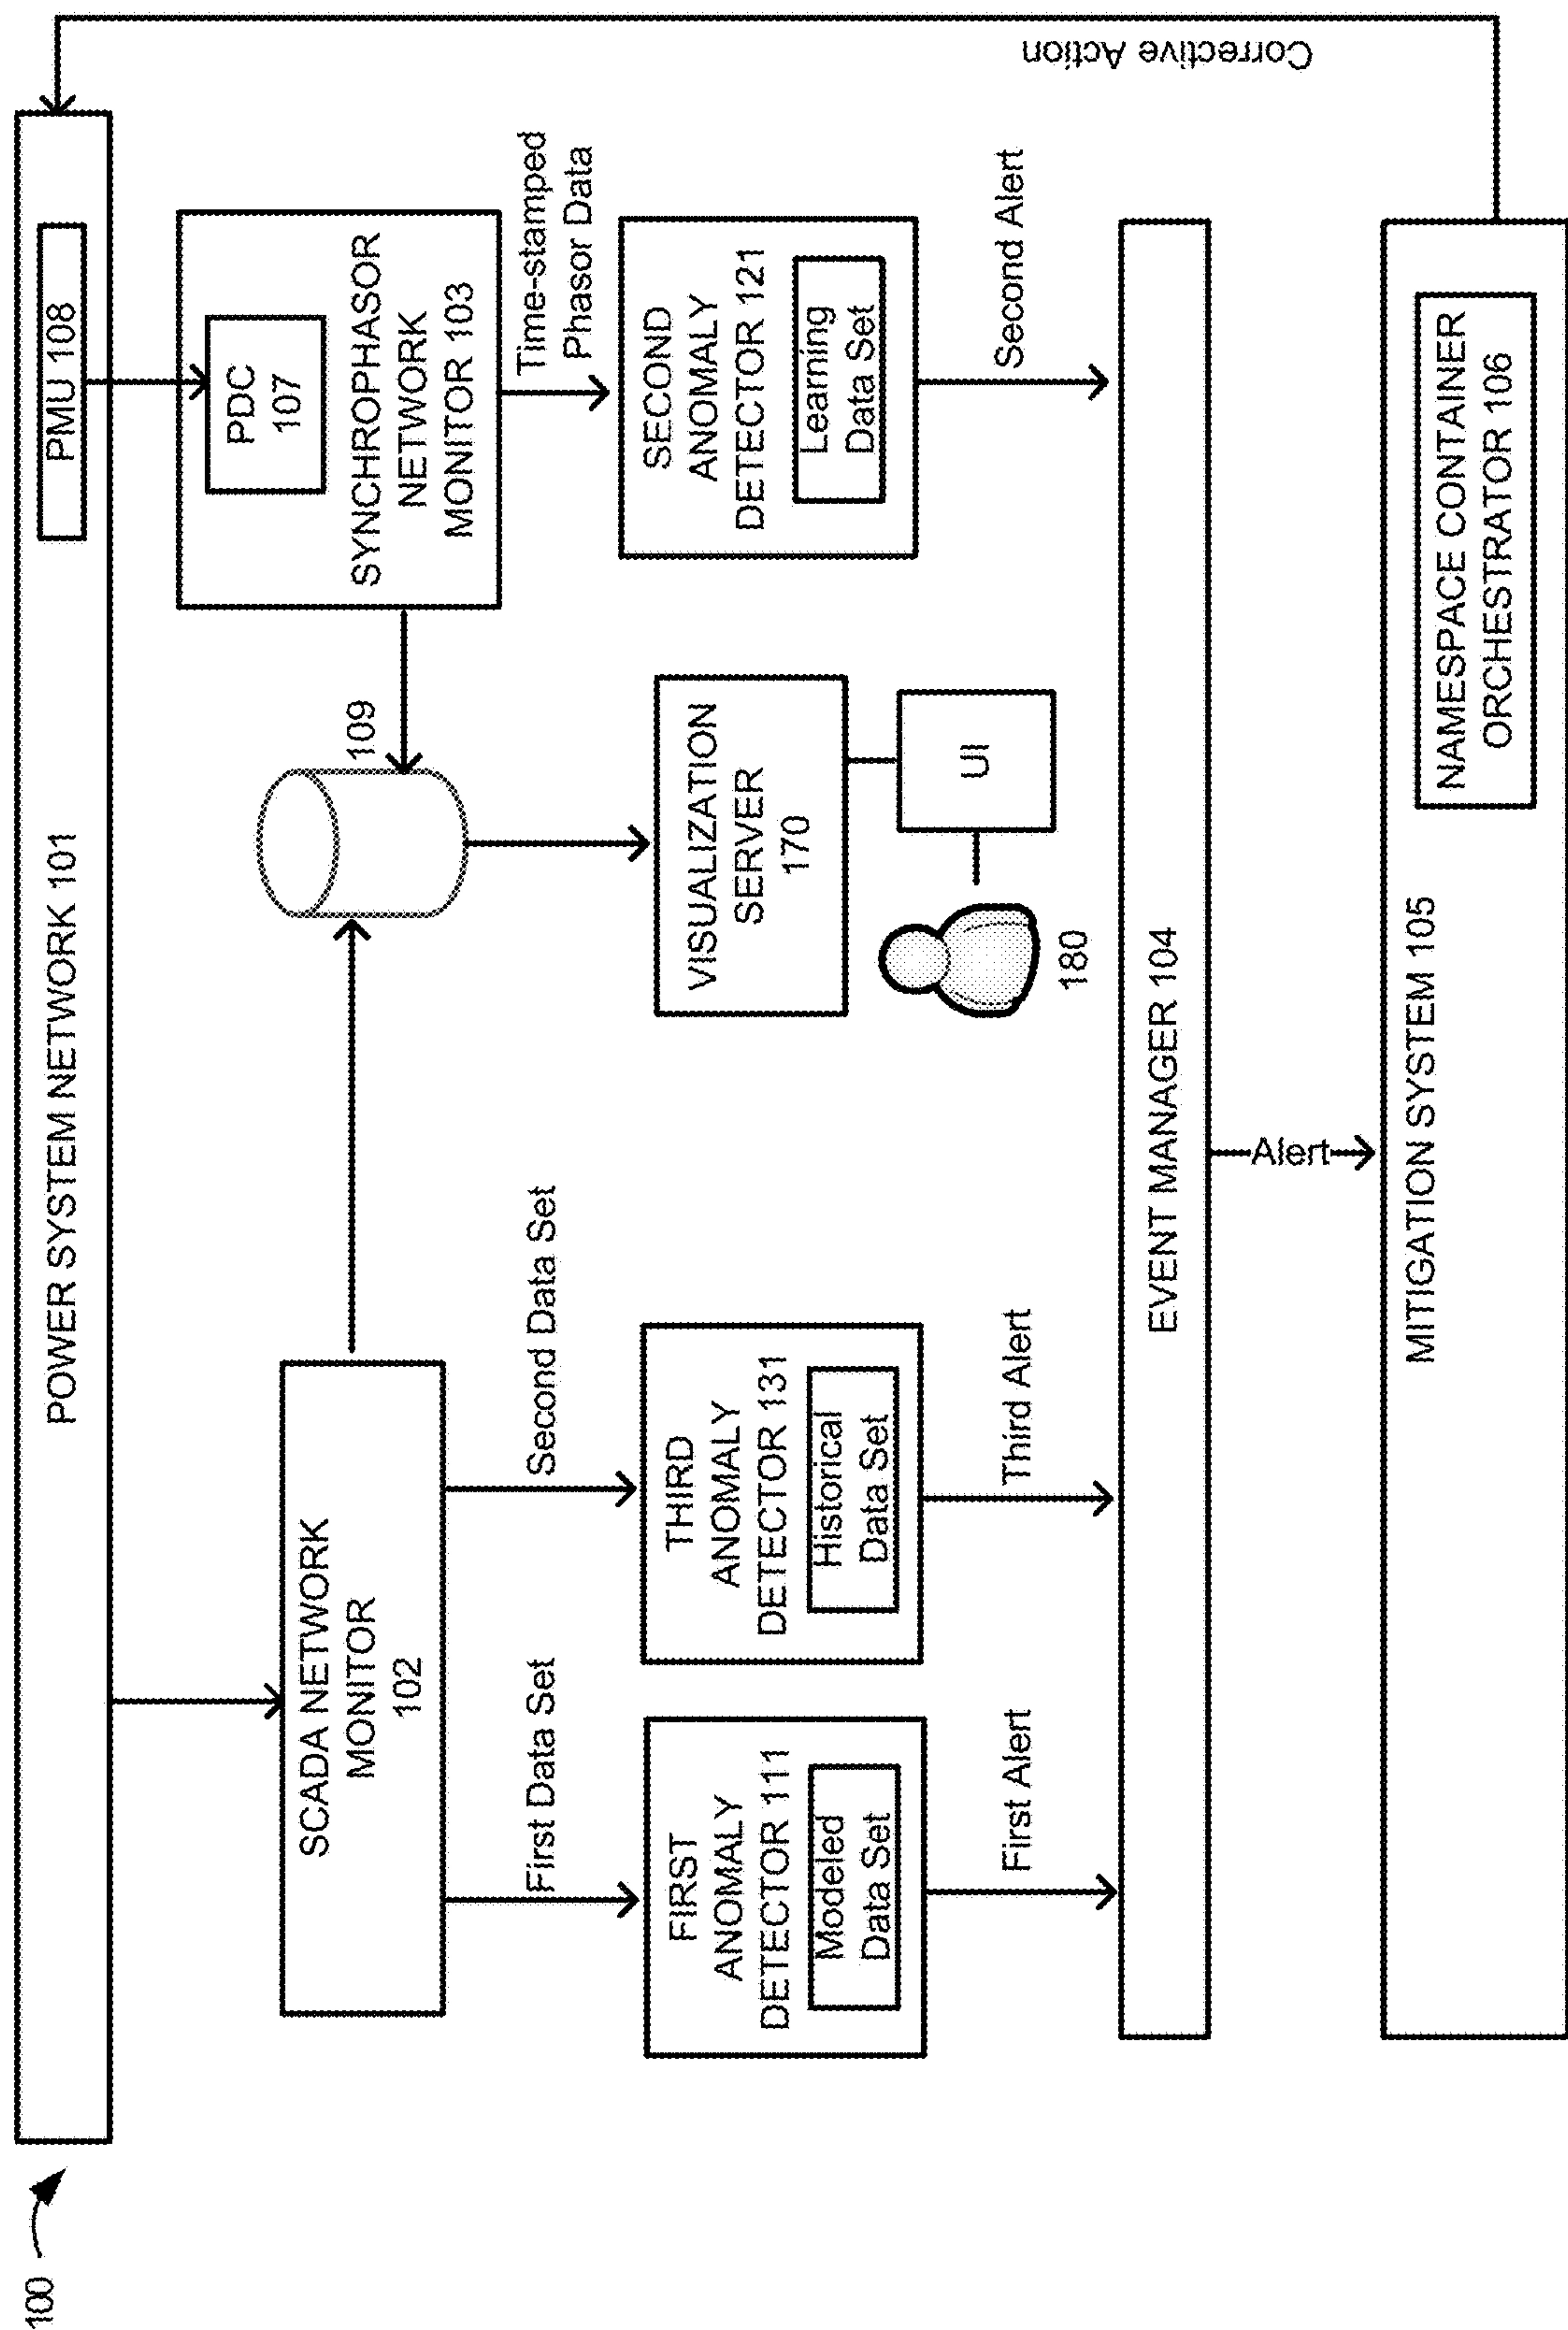 100
POWER SYSTEM NETWORK 101
PMU 108
SCADA NETWORK
MONITOR
102
109
PDC
107
SYNCHROPHASOR
NETWORK
MONITOR 103
First Data Set
Second Data Set
Time-stamped
Phasor Data
FIRST
ANOMALY
DETECTOR 111
Modeled
Data Set
THIRD
ANOMALY
DETECTOR 131
Historical
Data Set
VISUALIZATION
SERVER
170
UI
180
SECOND
ANOMALY
DETECTOR 121
Learning
Data Set
First Alert
Third Alert
Second Alert
Corrective Action
EVENT MANAGER 104
Alert
MITIGATION SYSTEM 105
NAMESPACE CONTAINER
ORCHESTRATOR 106